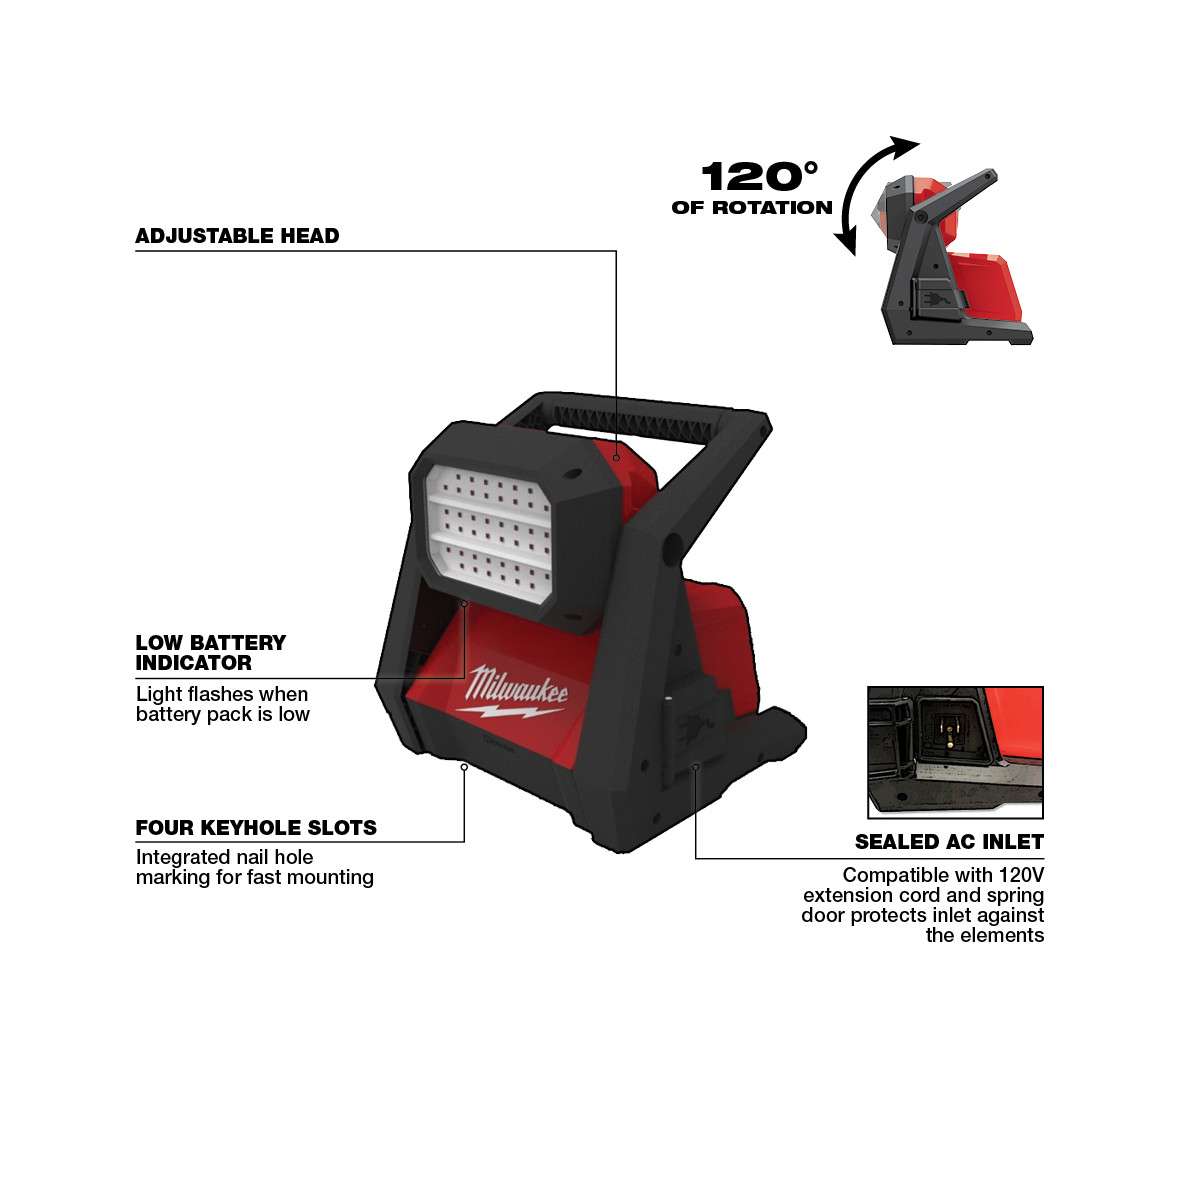 120°
OF ROTATION
ADJUSTABLE HEAD
Milwaukee
LOW BATTERY
INDICATOR
Light flashes when
battery pack is low
FOUR KEYHOLE SLOTS
Integrated nail hole
marking for fast mounting
SEALED AC INLET
Compatible with 120V
extension cord and spring
door protects inlet against
the elements